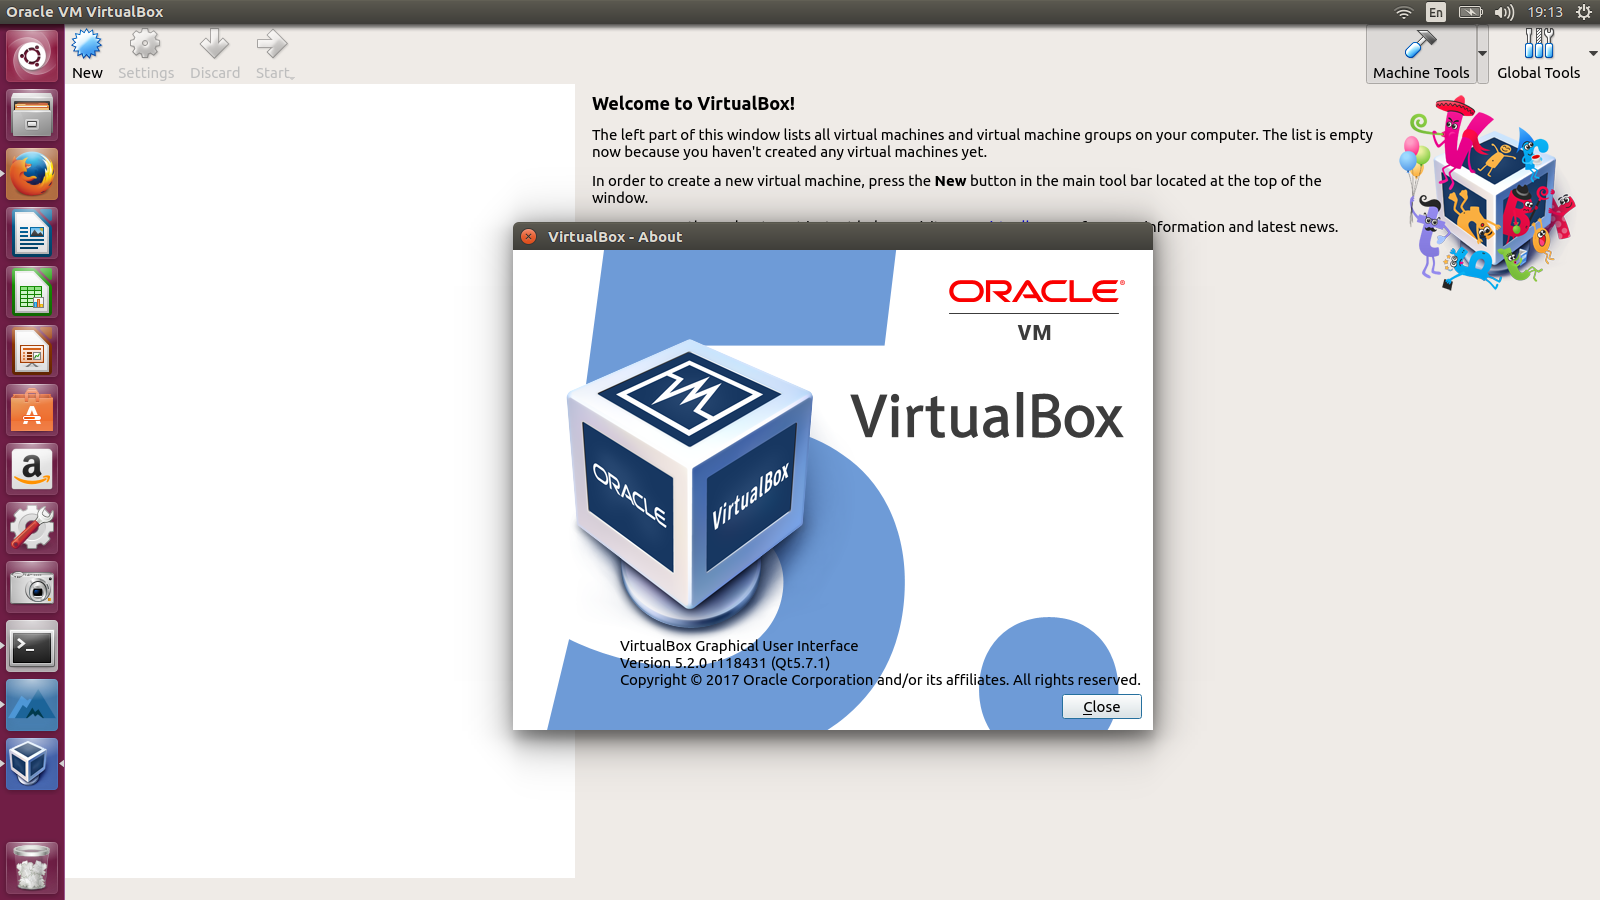 Oracle VM VirtualBox
En
19:13
New
Settings
Discard
Start
Machine Tools
Global Tools
Welcome to VirtualBox!
The left part of this window lists all virtual machines and virtual machine groups on your computer. The list is empty
now because you haven't created any virtual machines yet.
In order to create a new virtual machine, press the New button in the main tool bar located at the top of the
window.
information and latest news.
VirtualBox - About
ORACLE®
VM
VirtualBox
ORACLE
VirtualBox
VirtualBox Graphical User Interface
Version 5.2.0 r118431 (Qt5.7.1)
Copyright © 2017 Oracle Corporation and/or its affiliates. All rights reserved.
Close